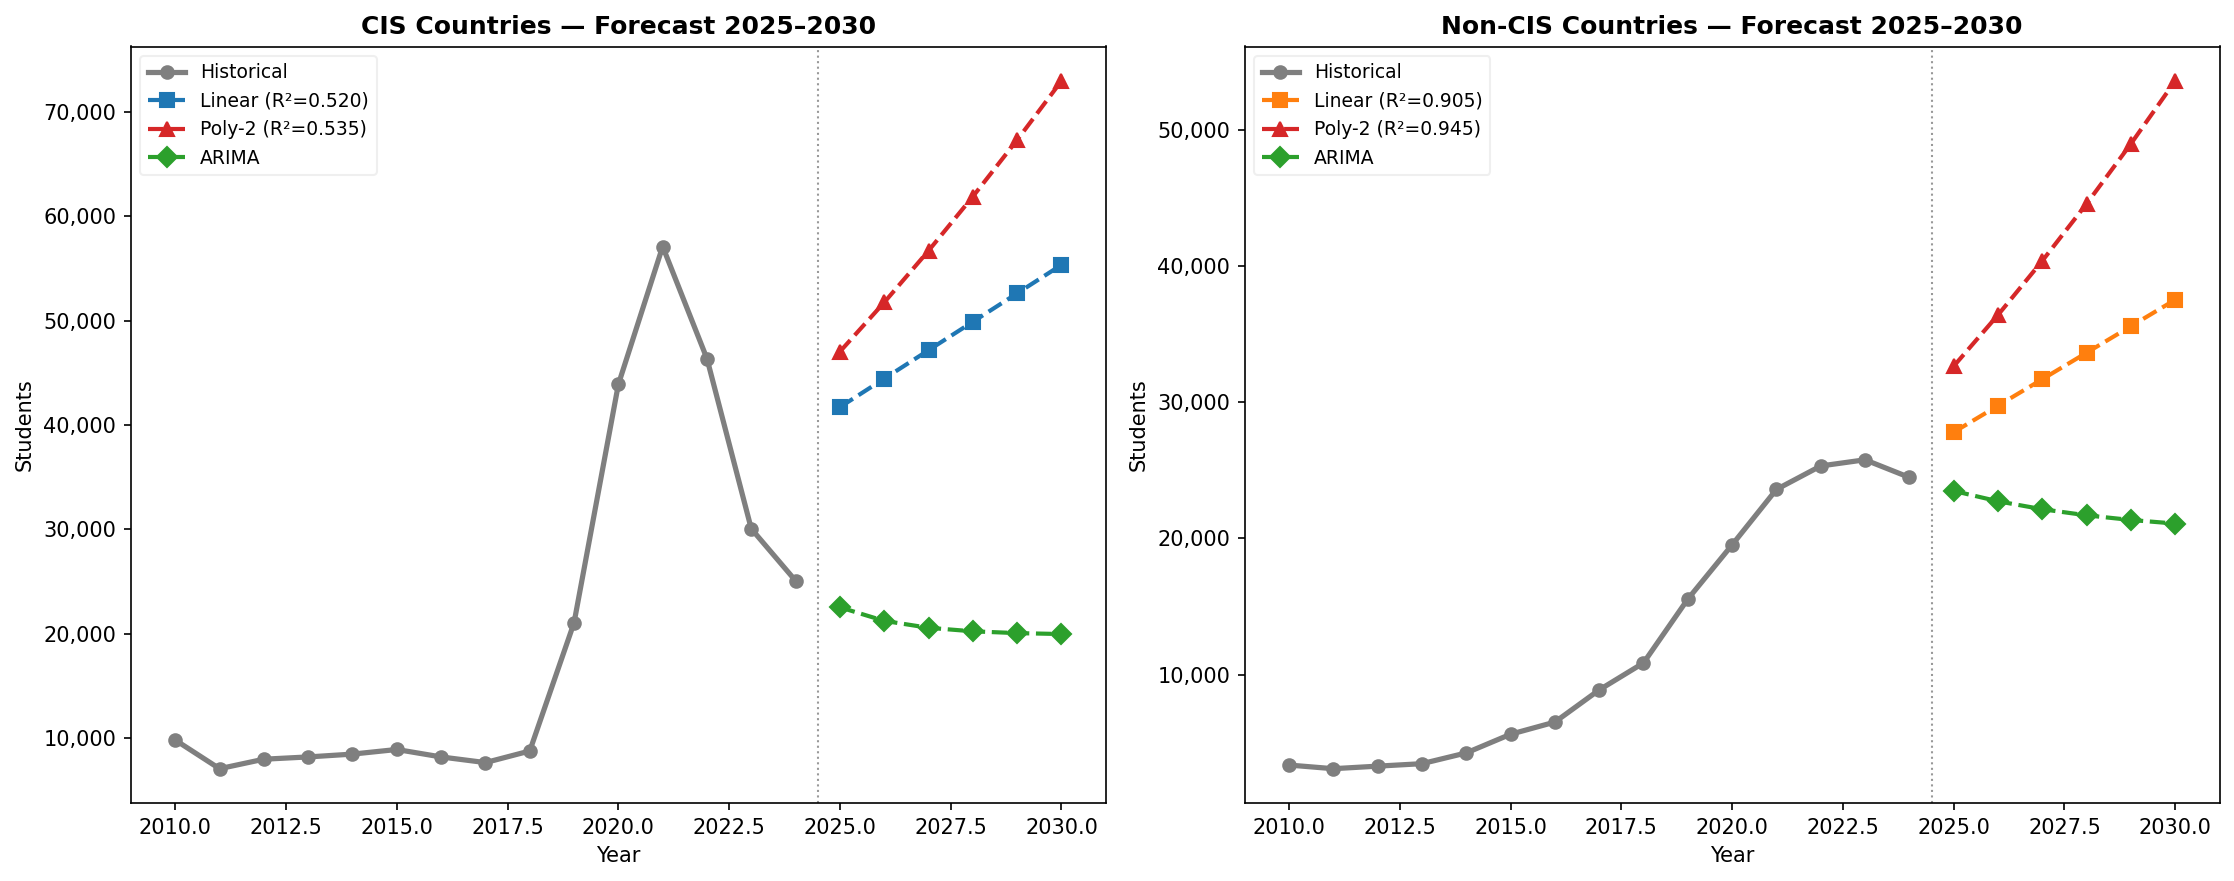 CIS Countries — Forecast 2025–2030
Historical
Linear (R²=0.520)
Poly-2 (R²=0.535)
ARIMA
70,000
60,000
50,000
40,000
30,000
20,000
10,000
Students
2010.0 2012.5 2015.0 2017.5 2020.0 2022.5 2025.0 2027.5 2030.0
Year
Non-CIS Countries — Forecast 2025–2030
Historical
Linear (R²=0.905)
Poly-2 (R²=0.945)
ARIMA
50,000
40,000
30,000
20,000
10,000
Students
2010.0 2012.5 2015.0 2017.5 2020.0 2022.5 2025.0 2027.5 2030.0
Year